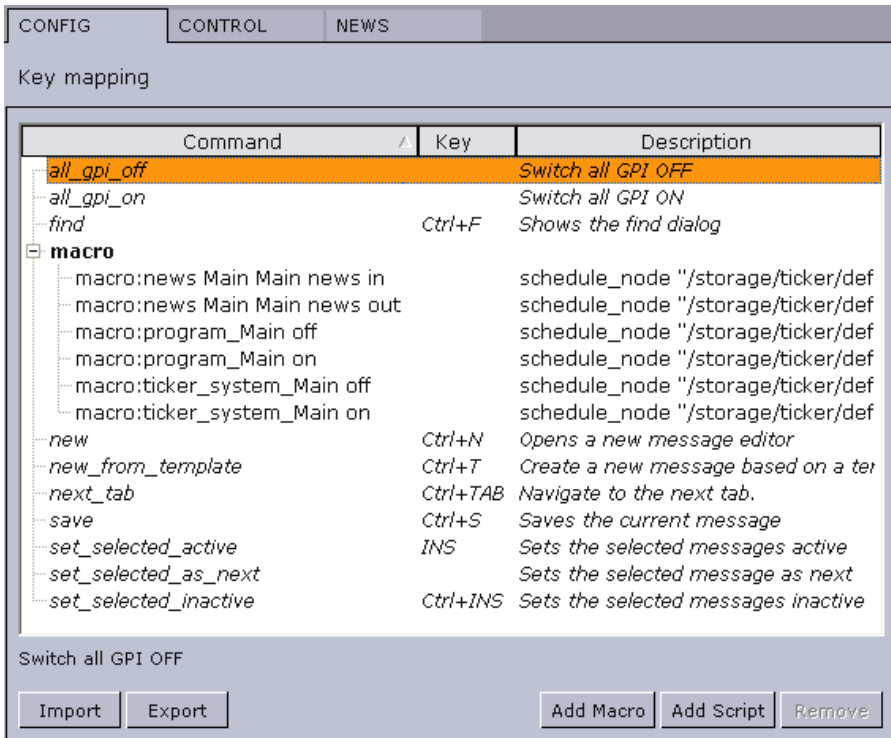 CONFIG CONTROL NEWS
Key mapping
Command Key Description
all_gpi_off Switch all GPI OFF
all_gpi_on Switch all GPI ON
find Ctrl+F Shows the find dialog
macro
macro:news Main Main news in schedule_node "/storage/ticker/def
macro:news Main Main news out schedule_node "/storage/ticker/def
macro:program_Main off schedule_node "/storage/ticker/def
macro:program_Main on schedule_node "/storage/ticker/def
macro:ticker_system_Main off schedule_node "/storage/ticker/def
macro:ticker_system_Main on schedule_node "/storage/ticker/def
new Ctrl+N Opens a new message editor
new_from_template Ctrl+T Create a new message based on a ter
next_tab Ctrl+TAB Navigate to the next tab.
save Ctrl+S Saves the current message
set_selected_active INS Sets the selected messages active
set_selected_as_next Sets the selected message as next
set_selected_inactive Ctrl+INS Sets the selected messages inactive
Switch all GPI OFF
Import Export Add Macro Add Script Remove